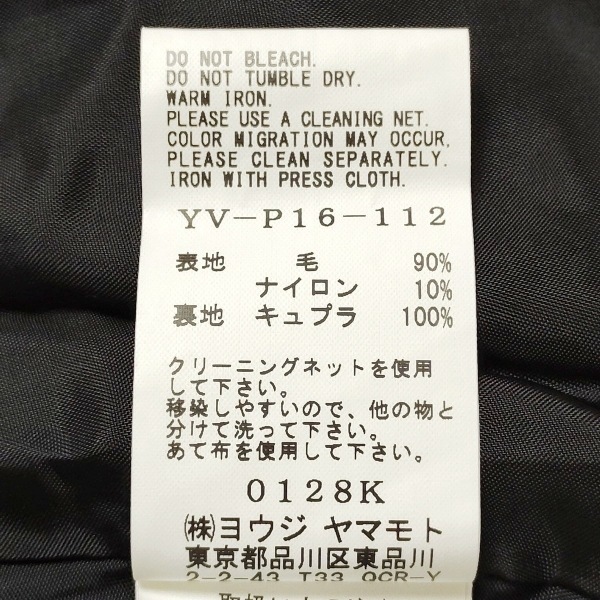 DO NOT BLEACH.
DO NOT TUMBLE DRY.
WARM IRON.
PLEASE USE A CLEANING NET.
COLOR MIGRATION MAY OCCUR,
PLEASE CLEAN SEPARATELY.
IRON WITH PRESS CLOTH.
YV-P16-112
表地 毛 90%
ナイロン 10%
裏地 キュプラ 100%
クリーニングネットを使用
して下さい。
移染しやすいので、他の物と
分けて洗って下さい。
あて布を使用して下さい。
0128K
㈱ヨウジ ヤマモト
東京都品川区東品川
2-2-43 T33 QCR-Y